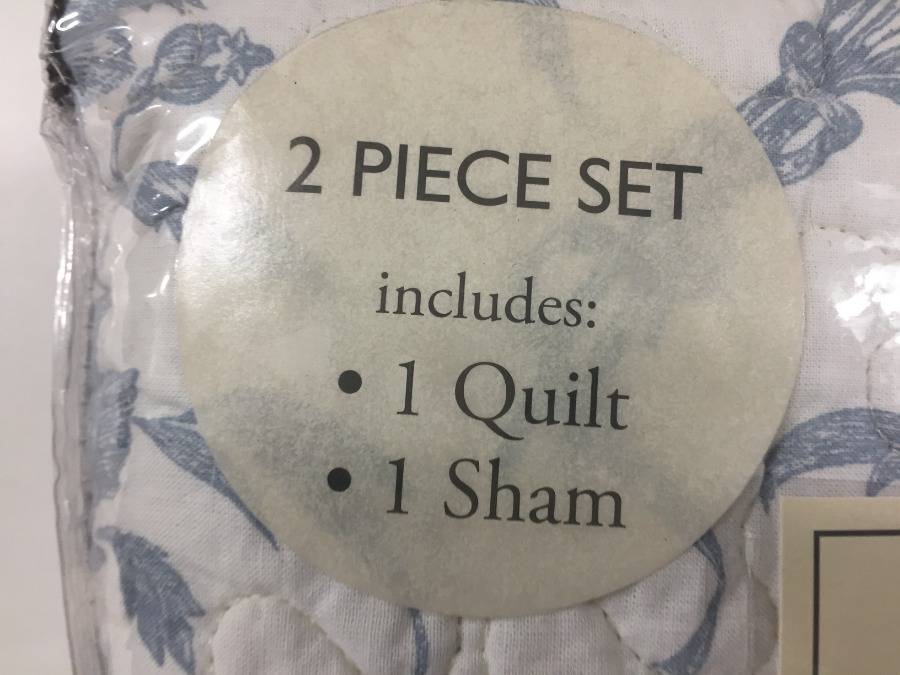 2 PIECE SET
includes:
• 1 Quilt
• 1 Sham